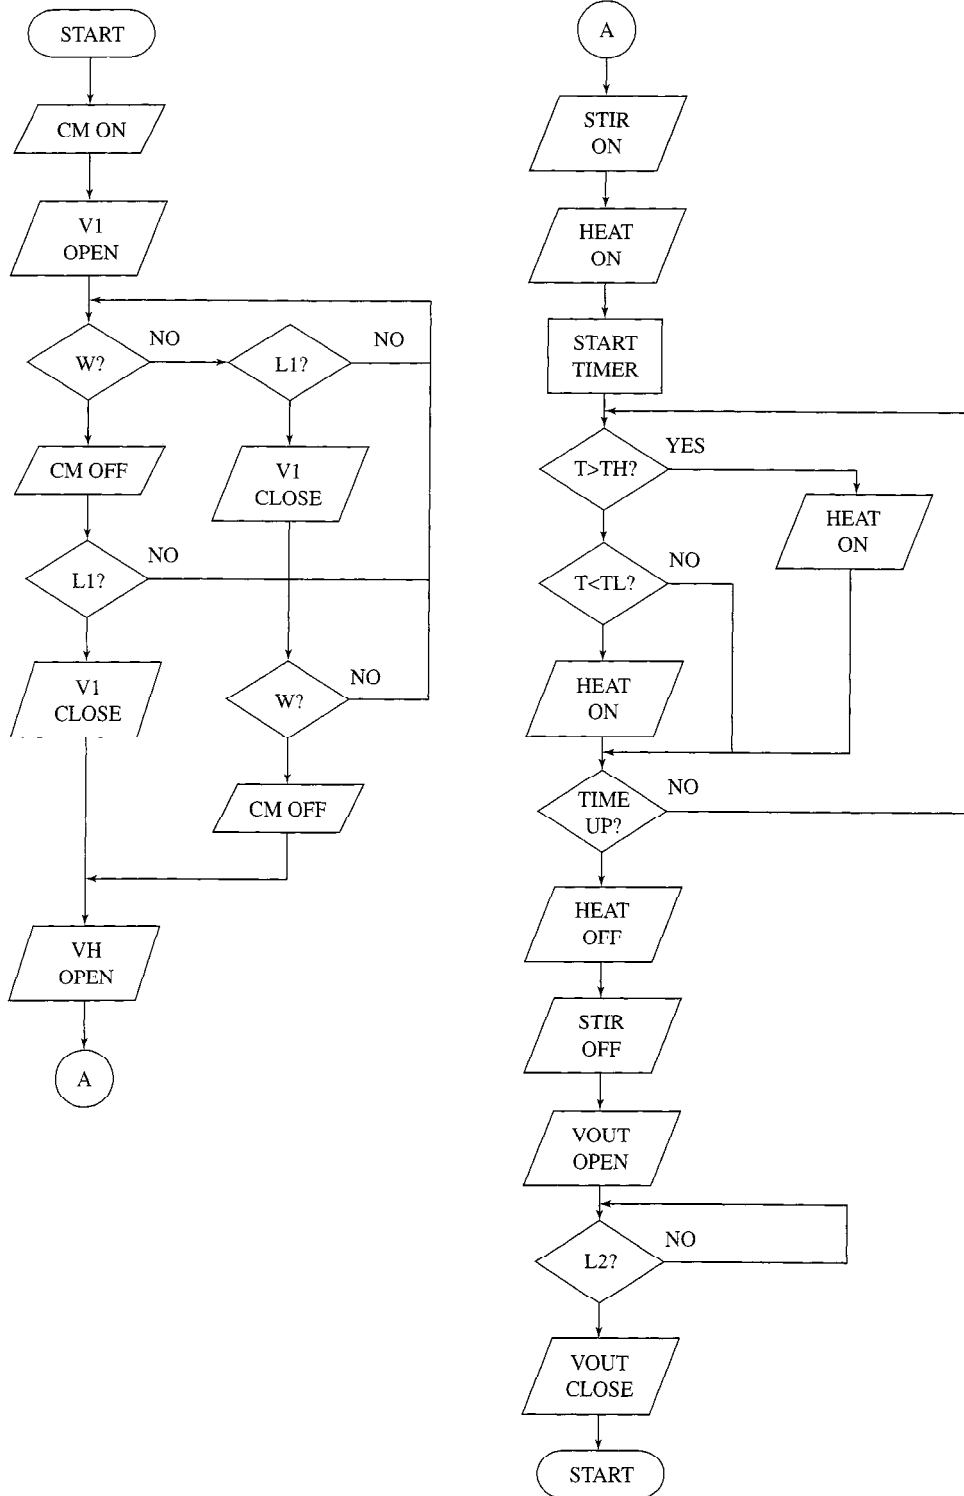 START
CM ON
V1
OPEN
W?
NO
L1?
NO
CM OFF
V1
CLOSE
L1?
NO
V1
CLOSE
W?
NO
CM OFF
VH
OPEN
A
A
STIR
ON
HEAT
ON
START
TIMER
T>TH?
YES
HEAT
ON
T<TL?
NO
HEAT
ON
TIME
UP?
NO
HEAT
OFF
STIR
OFF
VOUT
OPEN
L2?
NO
VOUT
CLOSE
START